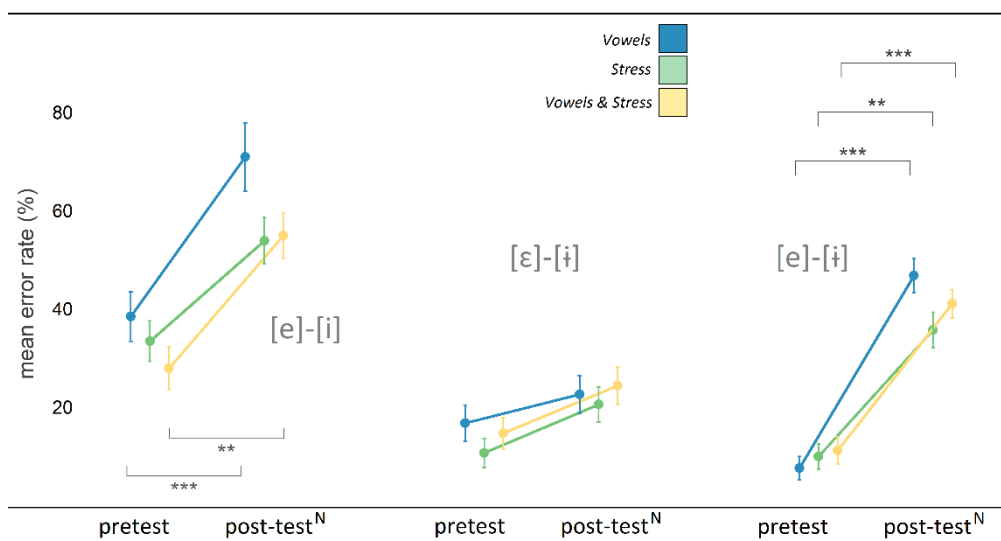 Vowels
Stress
Vowels & Stress
***
**
***
80
60
40
20
mean error rate (%)
[e]-[i]
[ɛ]-[ɨ]
[e]-[ɨ]
**
***
pretest post-testᴺ pretest post-testᴺ pretest post-testᴺ